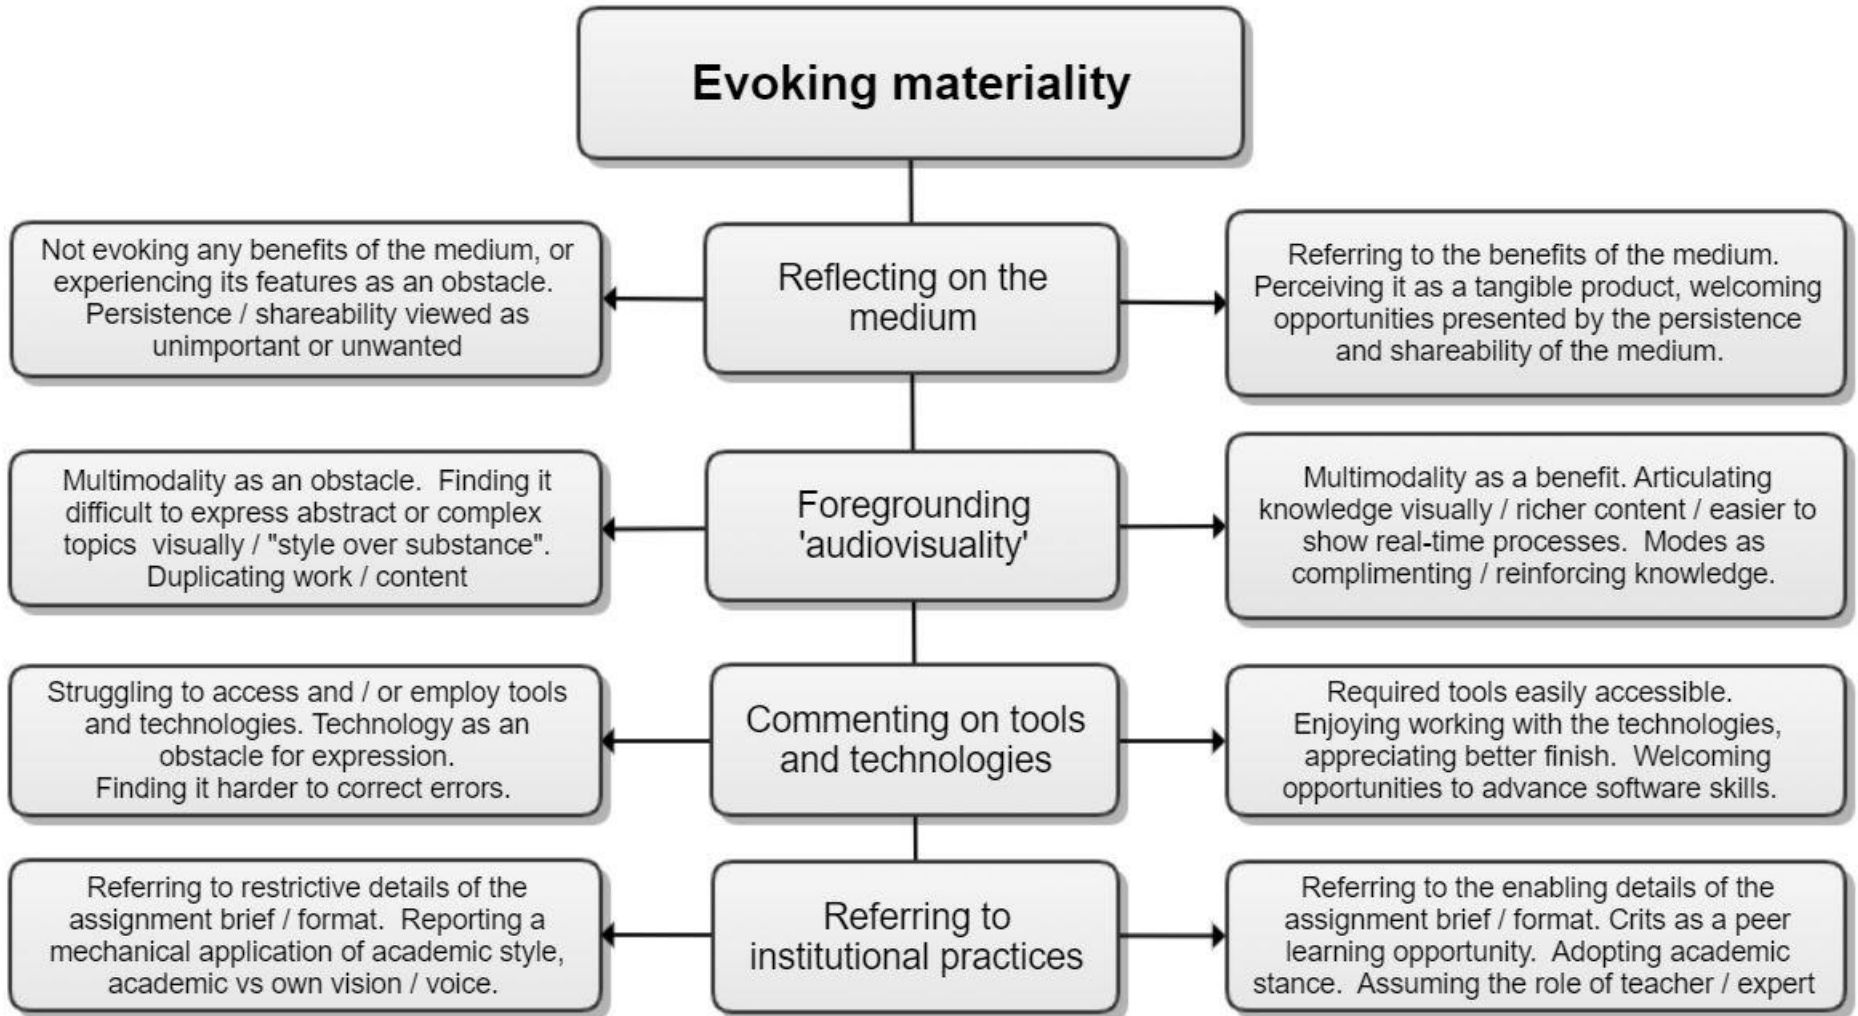 Evoking materiality
Not evoking any benefits of the medium, or
experiencing its features as an obstacle.
Persistence / shareability viewed as
unimportant or unwanted
Reflecting on the
medium
Referring to the benefits of the medium.
Perceiving it as a tangible product, welcoming
opportunities presented by the persistence
and shareability of the medium.
Multimodality as an obstacle.  Finding it
difficult to express abstract or complex
topics  visually / "style over substance".
Duplicating work / content
Foregrounding
'audiovisuality'
Multimodality as a benefit. Articulating
knowledge visually / richer content / easier to
show real-time processes.  Modes as
complimenting / reinforcing knowledge.
Struggling to access and / or employ tools
and technologies. Technology as an
obstacle for expression.
Finding it harder to correct errors.
Commenting on tools
and technologies
Required tools easily accessible.
Enjoying working with the technologies,
appreciating better finish.  Welcoming
opportunities to advance software skills.
Referring to restrictive details of the
assignment brief / format.  Reporting a
mechanical application of academic style,
academic vs own vision / voice.
Referring to
institutional practices
Referring to the enabling details of the
assignment brief / format. Crits as a peer
learning opportunity.  Adopting academic
stance.  Assuming the role of teacher / expert